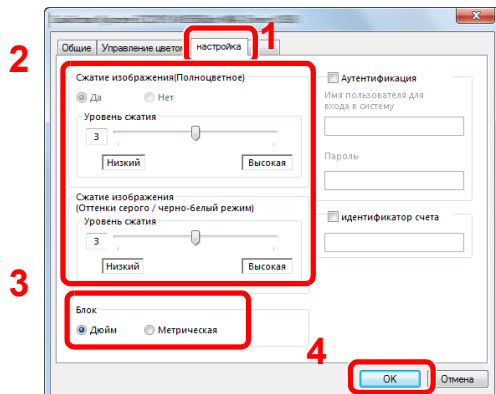 1
2
Общие Управление цветом настройка
Сжатие изображения(Полноцветное)
Да Нет
Уровень сжатия
3
Низкий Высокая
Сжатие изображения
(Оттенки серого / черно-белый режим)
Уровень сжатия
3
Низкий Высокая
3
Блок
Дюйм Метрическая
Аутентификация
Имя пользователя для
входа в систему
Пароль
идентификатор счета
4
OK Отмена